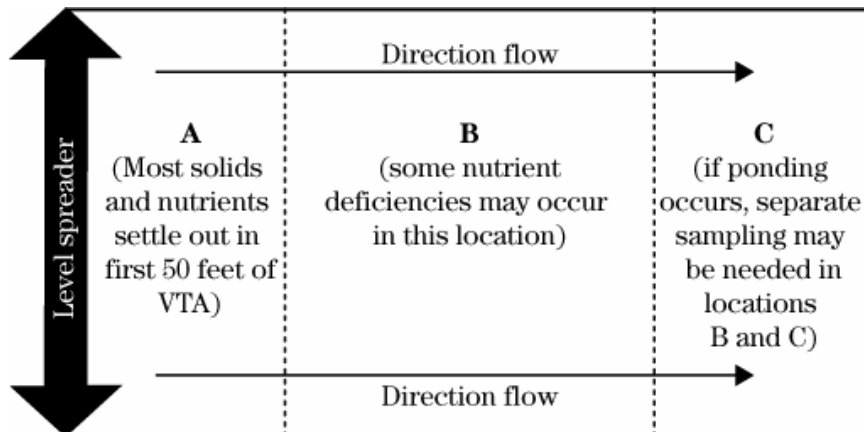 Direction flow
Level spreader
A
(Most solids
and nutrients
settle out in
first 50 feet of
VTA)
B
(some nutrient
deficiencies may occur
in this location)
C
(if ponding
occurs, separate
sampling may
be needed in
locations
B and C)
Direction flow